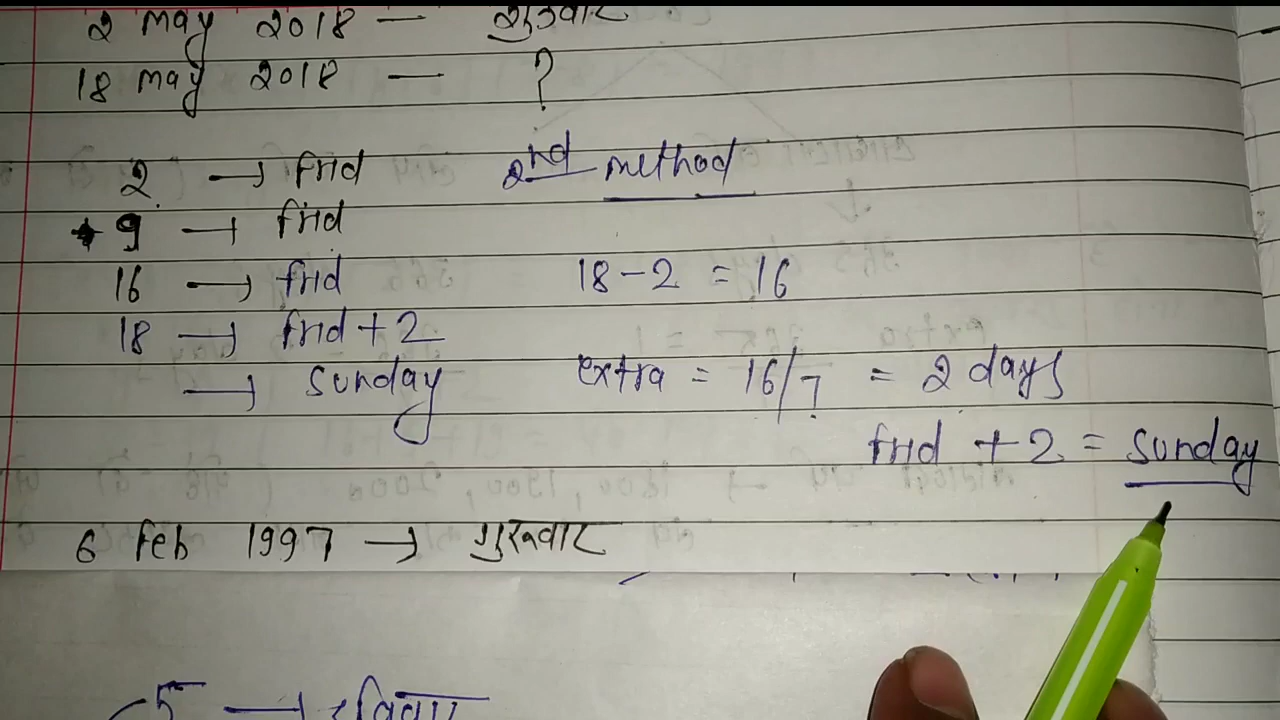 2 may 2018 — शुक्रवार
18 may 2018 — ?
2 → frid 2nd method
9 → frid
16 → frid 18 - 2 = 16
18 → frid + 2
→ sunday extra = 16/7 = 2 days
frid + 2 = sunday
6 Feb 1997 → गुरुवार
5 → रविवार